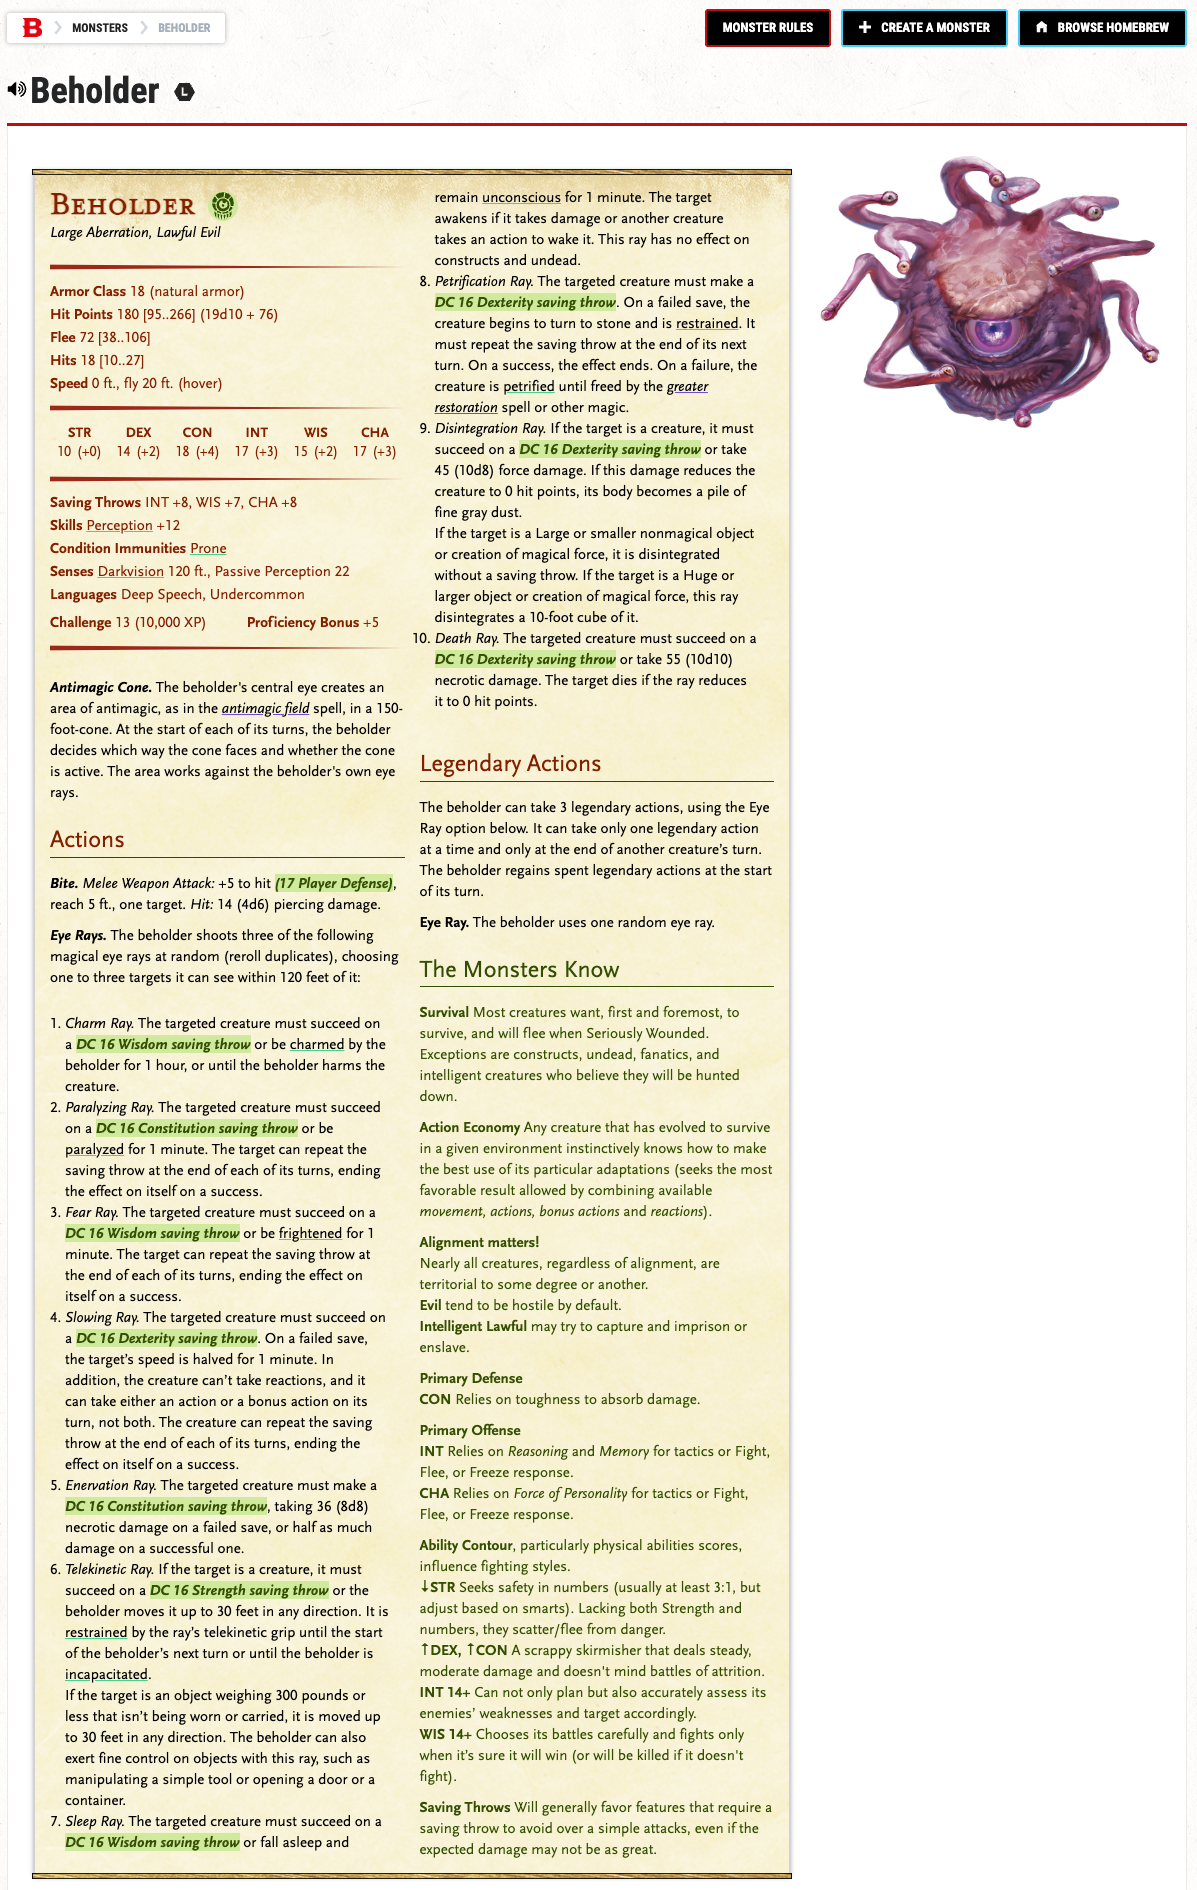 B MONSTERS BEHOLDER
MONSTER RULES
CREATE A MONSTER
BROWSE HOMEBREW
Beholder L
BEHOLDER
Large Aberration, Lawful Evil
Armor Class 18 (natural armor)
Hit Points 180 [95..266] (19d10 + 76)
Flee 72 [38..106]
Hits 18 [10..27]
Speed 0 ft., fly 20 ft. (hover)
STR DEX CON INT WIS CHA
10 (+0) 14 (+2) 18 (+4) 17 (+3) 15 (+2) 17 (+3)
Saving Throws INT +8, WIS +7, CHA +8
Skills Perception +12
Condition Immunities Prone
Senses Darkvision 120 ft., Passive Perception 22
Languages Deep Speech, Undercommon
Challenge 13 (10,000 XP) Proficiency Bonus +5
Antimagic Cone. The beholder's central eye creates an
area of antimagic, as in the antimagic field spell, in a 150-
foot-cone. At the start of each of its turns, the beholder
decides which way the cone faces and whether the cone
is active. The area works against the beholder's own eye
rays.
Actions
Bite. Melee Weapon Attack: +5 to hit (17 Player Defense),
reach 5 ft., one target. Hit: 14 (4d6) piercing damage.
Eye Rays. The beholder shoots three of the following
magical eye rays at random (reroll duplicates), choosing
one to three targets it can see within 120 feet of it:
1. Charm Ray. The targeted creature must succeed on
a DC 16 Wisdom saving throw or be charmed by the
beholder for 1 hour, or until the beholder harms the
creature.
2. Paralyzing Ray. The targeted creature must succeed
on a DC 16 Constitution saving throw or be
paralyzed for 1 minute. The target can repeat the
saving throw at the end of each of its turns, ending
the effect on itself on a success.
3. Fear Ray. The targeted creature must succeed on a
DC 16 Wisdom saving throw or be frightened for 1
minute. The target can repeat the saving throw at
the end of each of its turns, ending the effect on
itself on a success.
4. Slowing Ray. The targeted creature must succeed on
a DC 16 Dexterity saving throw. On a failed save,
the target’s speed is halved for 1 minute. In
addition, the creature can’t take reactions, and it
can take either an action or a bonus action on its
turn, not both. The creature can repeat the saving
throw at the end of each of its turns, ending the
effect on itself on a success.
5. Enervation Ray. The targeted creature must make a
DC 16 Constitution saving throw, taking 36 (8d8)
necrotic damage on a failed save, or half as much
damage on a successful one.
6. Telekinetic Ray. If the target is a creature, it must
succeed on a DC 16 Strength saving throw or the
beholder moves it up to 30 feet in any direction. It is
restrained by the ray’s telekinetic grip until the start
of the beholder’s next turn or until the beholder is
incapacitated.
If the target is an object weighing 300 pounds or
less that isn’t being worn or carried, it is moved up
to 30 feet in any direction. The beholder can also
exert fine control on objects with this ray, such as
manipulating a simple tool or opening a door or a
container.
7. Sleep Ray. The targeted creature must succeed on a
DC 16 Wisdom saving throw or fall asleep and
remain unconscious for 1 minute. The target
awakens if it takes damage or another creature
takes an action to wake it. This ray has no effect on
constructs and undead.
8. Petrification Ray. The targeted creature must make a
DC 16 Dexterity saving throw. On a failed save, the
creature begins to turn to stone and is restrained. It
must repeat the saving throw at the end of its next
turn. On a success, the effect ends. On a failure, the
creature is petrified until freed by the greater
restoration spell or other magic.
9. Disintegration Ray. If the target is a creature, it must
succeed on a DC 16 Dexterity saving throw or take
45 (10d8) force damage. If this damage reduces the
creature to 0 hit points, its body becomes a pile of
fine gray dust.
If the target is a Large or smaller nonmagical object
or creation of magical force, it is disintegrated
without a saving throw. If the target is a Huge or
larger object or creation of magical force, this ray
disintegrates a 10-foot cube of it.
10. Death Ray. The targeted creature must succeed on a
DC 16 Dexterity saving throw or take 55 (10d10)
necrotic damage. The target dies if the ray reduces
it to 0 hit points.
Legendary Actions
The beholder can take 3 legendary actions, using the Eye
Ray option below. It can take only one legendary action
at a time and only at the end of another creature’s turn.
The beholder regains spent legendary actions at the start
of its turn.
Eye Ray. The beholder uses one random eye ray.
The Monsters Know
Survival Most creatures want, first and foremost, to
survive, and will flee when Seriously Wounded.
Exceptions are constructs, undead, fanatics, and
intelligent creatures who believe they will be hunted
down.
Action Economy Any creature that has evolved to survive
in a given environment instinctively knows how to make
the best use of its particular adaptations (seeks the most
favorable result allowed by combining available
movement, actions, bonus actions and reactions).
Alignment matters!
Nearly all creatures, regardless of alignment, are
territorial to some degree or another.
Evil tend to be hostile by default.
Intelligent Lawful may try to capture and imprison or
enslave.
Primary Defense
CON Relies on toughness to absorb damage.
Primary Offense
INT Relies on Reasoning and Memory for tactics or Fight,
Flee, or Freeze response.
CHA Relies on Force of Personality for tactics or Fight,
Flee, or Freeze response.
Ability Contour, particularly physical abilities scores,
influence fighting styles.
↓STR Seeks safety in numbers (usually at least 3:1, but
adjust based on smarts). Lacking both Strength and
numbers, they scatter/flee from danger.
↑DEX, ↑CON A scrappy skirmisher that deals steady,
moderate damage and doesn't mind battles of attrition.
INT 14+ Can not only plan but also accurately assess its
enemies’ weaknesses and target accordingly.
WIS 14+ Chooses its battles carefully and fights only
when it’s sure it will win (or will be killed if it doesn't
fight).
Saving Throws Will generally favor features that require a
saving throw to avoid over a simple attacks, even if the
expected damage may not be as great.